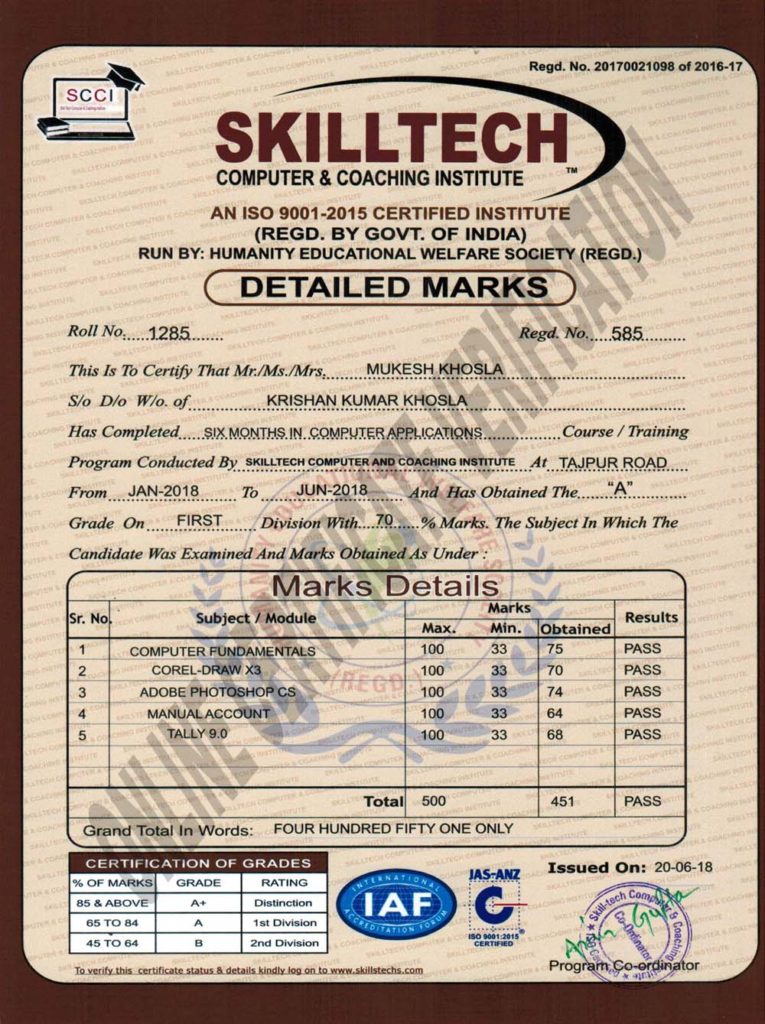 Regd. No. 20170021098 of 2016-17
SCCI
SKILLTECH
COMPUTER & COACHING INSTITUTE ™
AN ISO 9001-2015 CERTIFIED INSTITUTE
(REGD. BY GOVT. OF INDIA)
RUN BY: HUMANITY EDUCATIONAL WELFARE SOCIETY (REGD.)
DETAILED MARKS
Roll No. 1285 Regd. No. 585
This Is To Certify That Mr./Ms./Mrs. MUKESH KHOSLA
S/o D/o W/o. of KRISHAN KUMAR KHOSLA
Has Completed SIX MONTHS IN COMPUTER APPLICATIONS Course / Training
Program Conducted By SKILLTECH COMPUTER AND COACHING INSTITUTE At TAJPUR ROAD
From JAN-2018 To JUN-2018 And Has Obtained The "A"
Grade On FIRST Division With 70 % Marks. The Subject In Which The
Candidate Was Examined And Marks Obtained As Under :
Marks Details
Sr. No. Subject / Module Marks Results
Max. Min. Obtained
1 COMPUTER FUNDAMENTALS 100 33 75 PASS
2 COREL-DRAW X3 100 33 70 PASS
3 ADOBE PHOTOSHOP CS 100 33 74 PASS
4 MANUAL ACCOUNT 100 33 64 PASS
5 TALLY 9.0 100 33 68 PASS
Total 500 451 PASS
Grand Total In Words: FOUR HUNDRED FIFTY ONE ONLY
ONLINE CERTIFICATE VERIFICATION
CERTIFICATION OF GRADES
% OF MARKS GRADE RATING
85 & ABOVE A+ Distinction
65 TO 84 A 1st Division
45 TO 64 B 2nd Division
INTERNATIONAL
IAF
ACCREDITATION FORUM
JAS-ANZ
ISO 9001:2015
CERTIFIED
Issued On: 20-06-18
Skill-tech Computer & Coaching Institute
Co-Ordinator
Program Co-ordinator
To verify this certificate status & details kindly log on to www.skillstechs.com